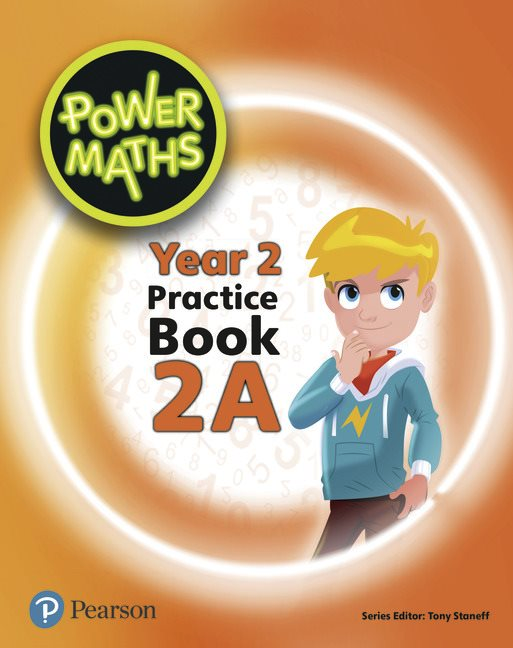 POWER
MATHS
Year 2
Practice
Book
2A
P Pearson
Series Editor: Tony Staneff